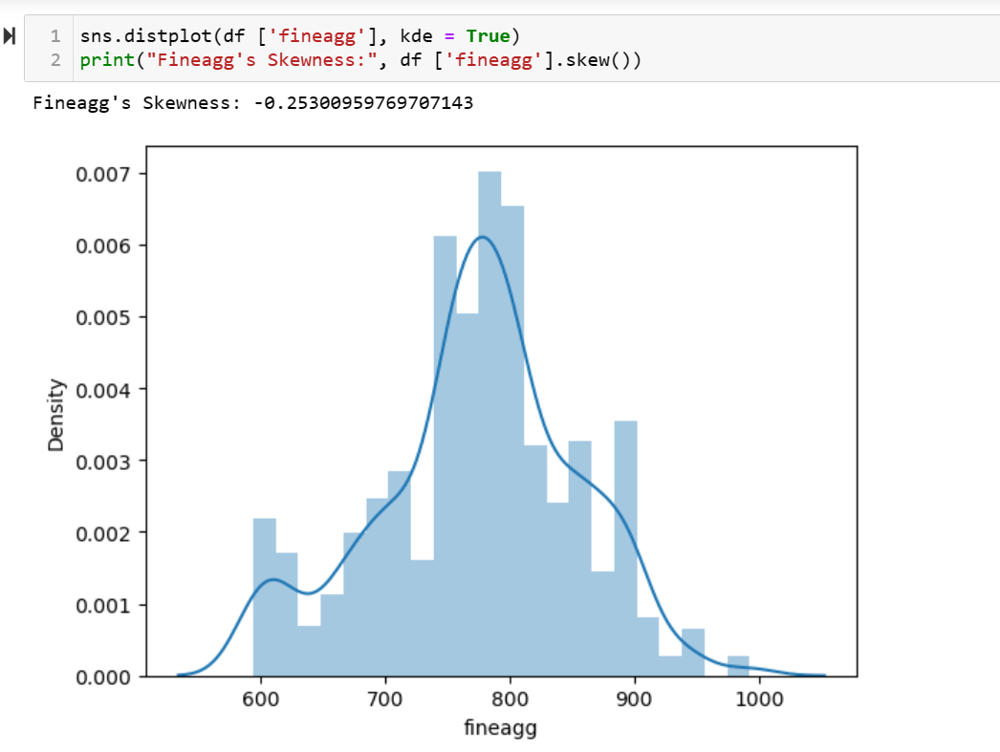 1 sns.distplot(df ['fineagg'], kde = True)
2 print("Fineagg's Skewness:", df ['fineagg'].skew())
Fineagg's Skewness: -0.25300959769707143
0.007
0.006
0.005
0.004
0.003
0.002
0.001
0.000
Density
600 700 800 900 1000
fineagg